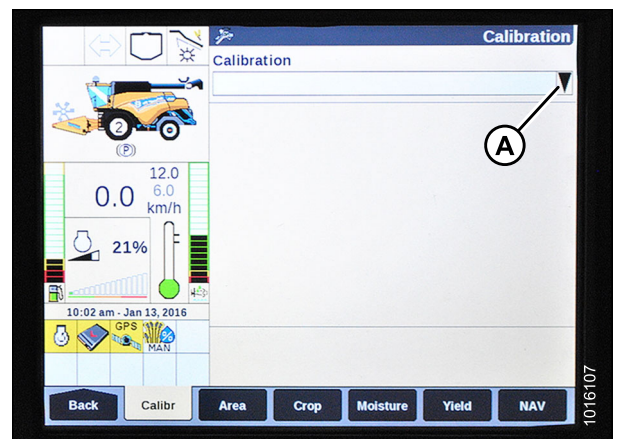 Calibration
Calibration
A
2
(P)
12.0
0.0
6.0
km/h
F
21%
10:02 am - Jan 13, 2016
GPS
%
MAN
Back
Calibr
Area
Crop
Moisture
Yield
NAV
1016107